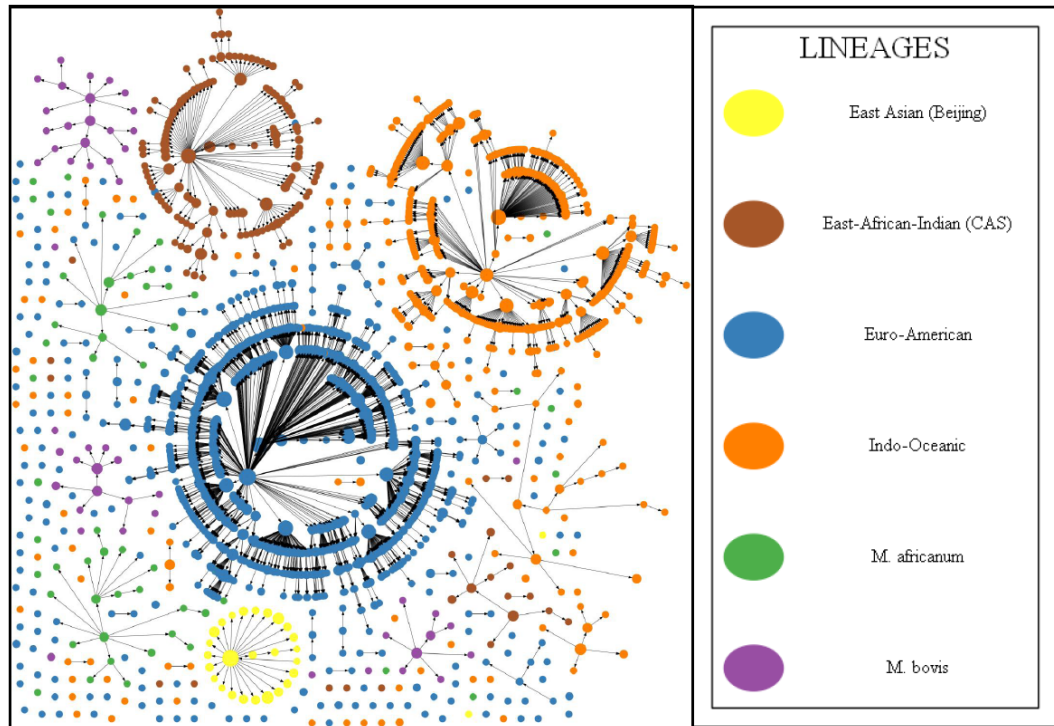 LINEAGES
East Asian (Beijing)
East-African-Indian (CAS)
Euro-American
Indo-Oceanic
M. africanum
M. bovis